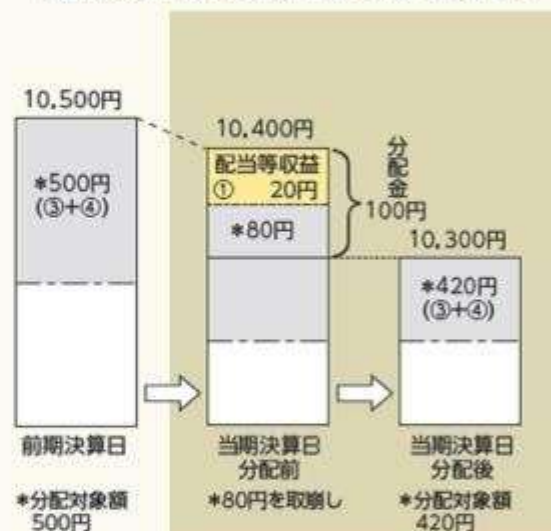 10,500円
*500円
(③+④)
前期決算日
*分配対象額
500円
10,400円
配当等収益
① 20円
*80円
分配金
100円
当期決算日
分配前
*80円を取崩し
10,300円
*420円
(③+④)
当期決算日
分配後
*分配対象額
420円